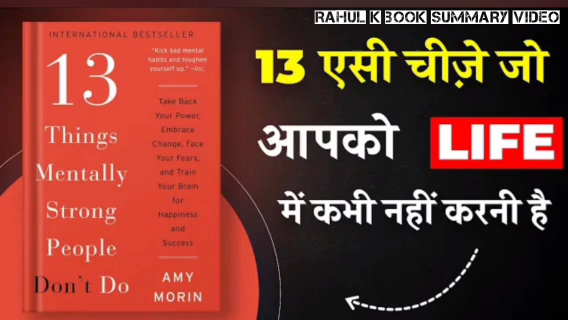 RAHUL K BOOK SUMMARY VIDEO
INTERNATIONAL BESTSELLER
13
Things
Mentally
Strong
People
Don't Do
"Kick bad mental
habits and toughen
yourself up." —Inc.
Take Back
Your Power,
Embrace
Change, Face
Your Fears,
and Train
Your Brain
for
Happiness
and
Success
AMY
MORIN
13 एसी चीज़े जो
आपको LIFE
में कभी नहीं करनी है